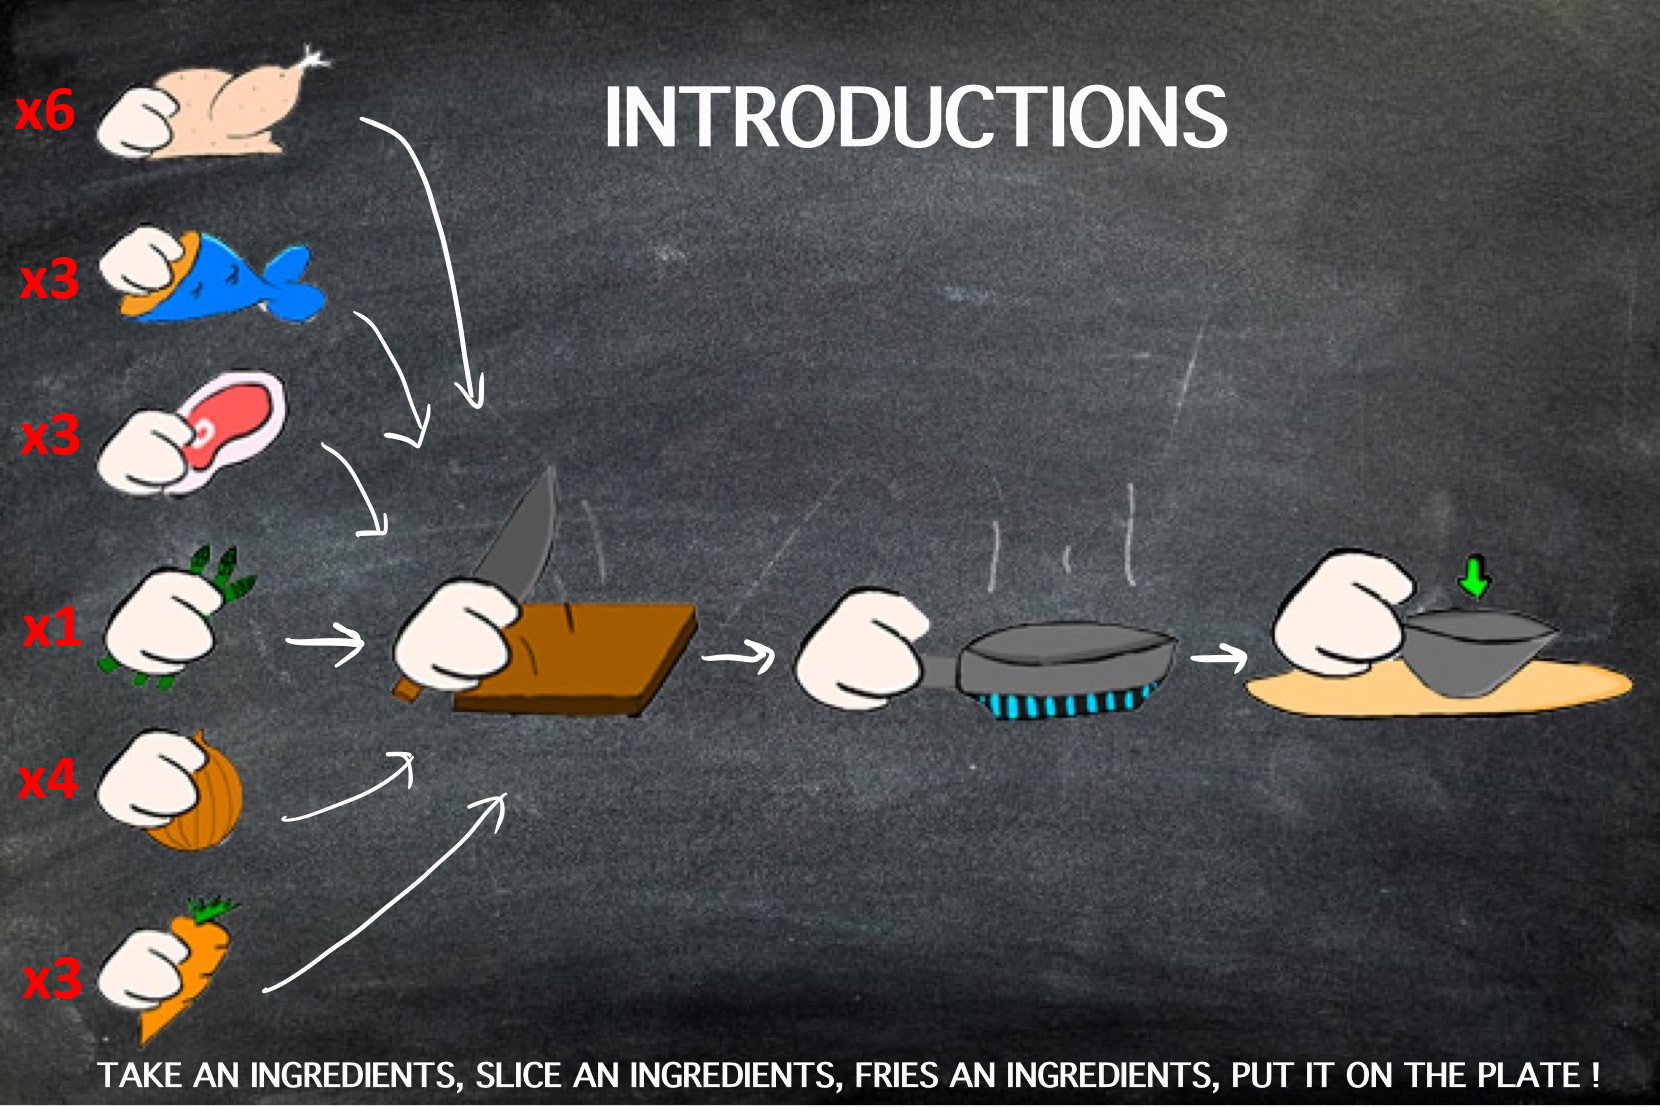 x6
INTRODUCTIONS
x3
x3
x1
x4
x3
TAKE AN INGREDIENTS, SLICE AN INGREDIENTS, FRIES AN INGREDIENTS, PUT IT ON THE PLATE !